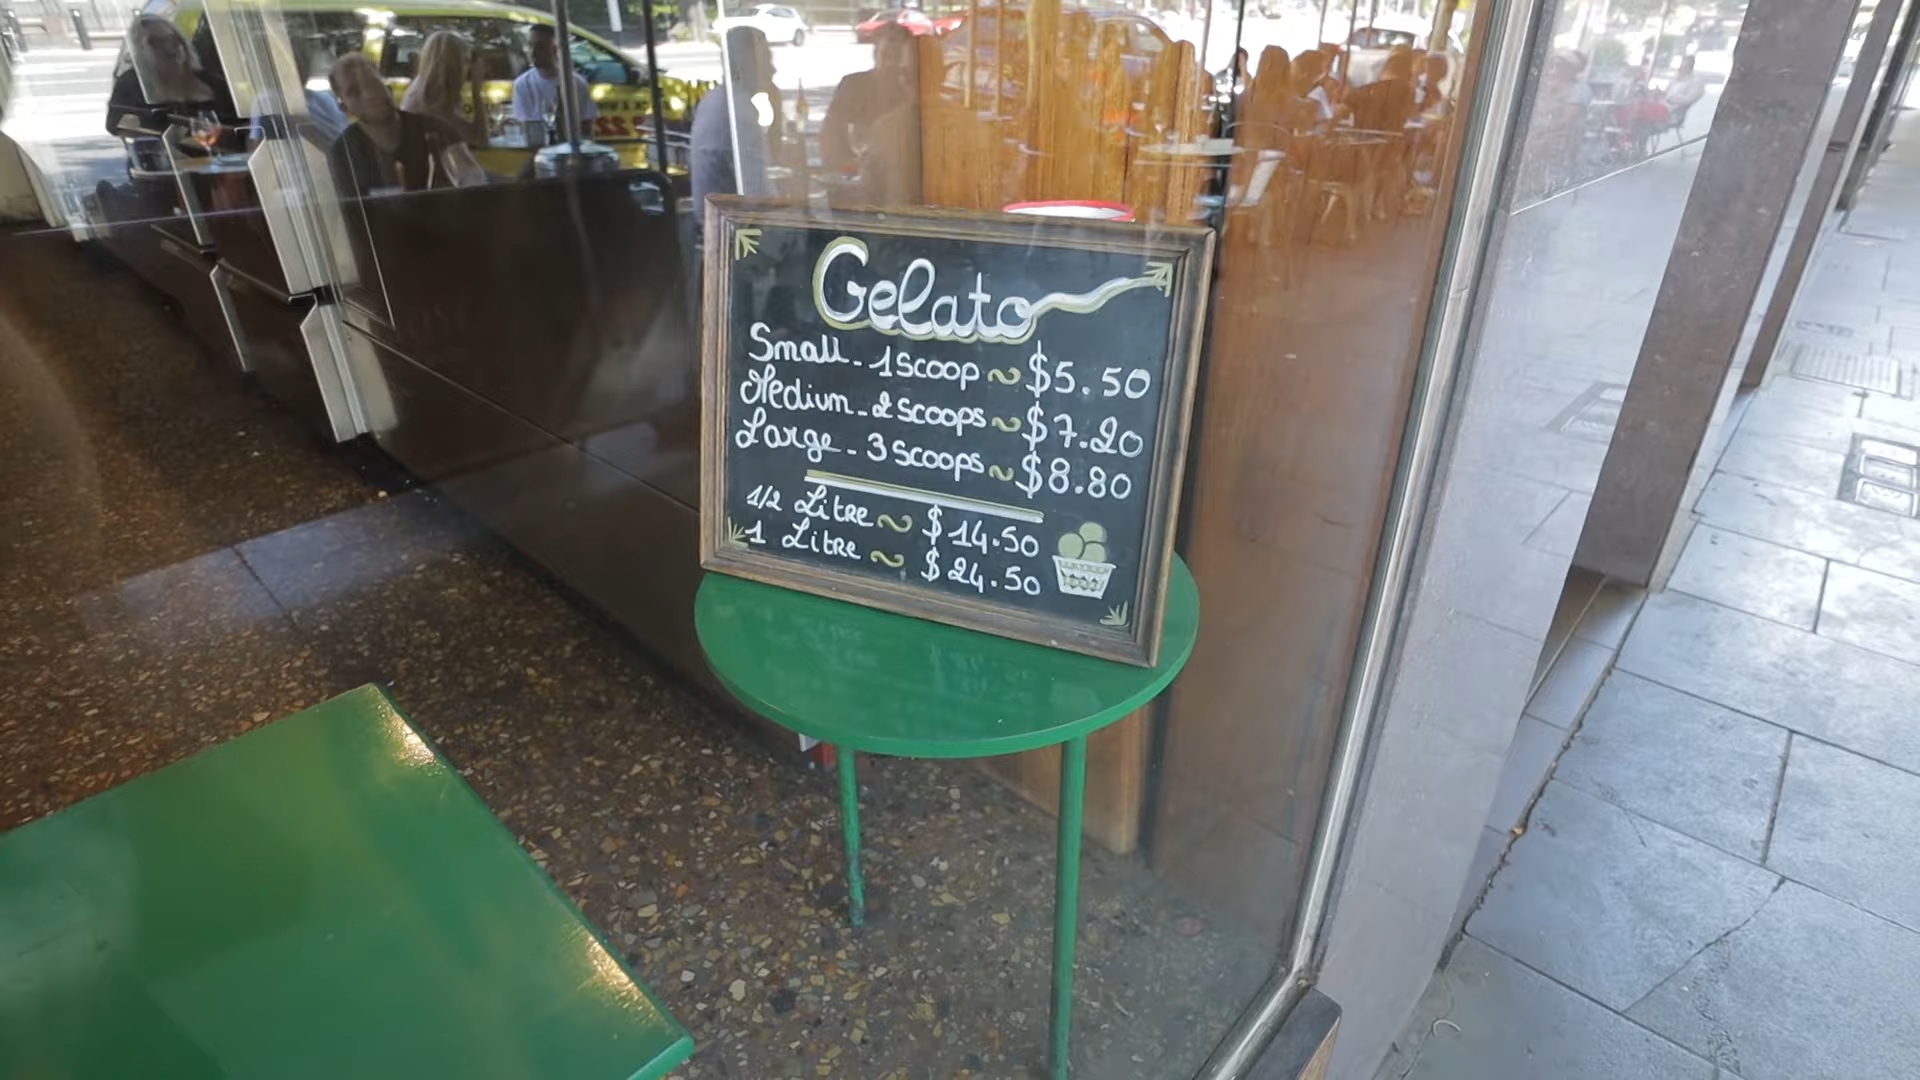 Gelato
Small - 1 scoop ~ $5.50
Medium - 2 scoops ~ $7.20
Large - 3 scoops ~ $8.80
1/2 Litre ~ $14.50
1 Litre ~ $24.50